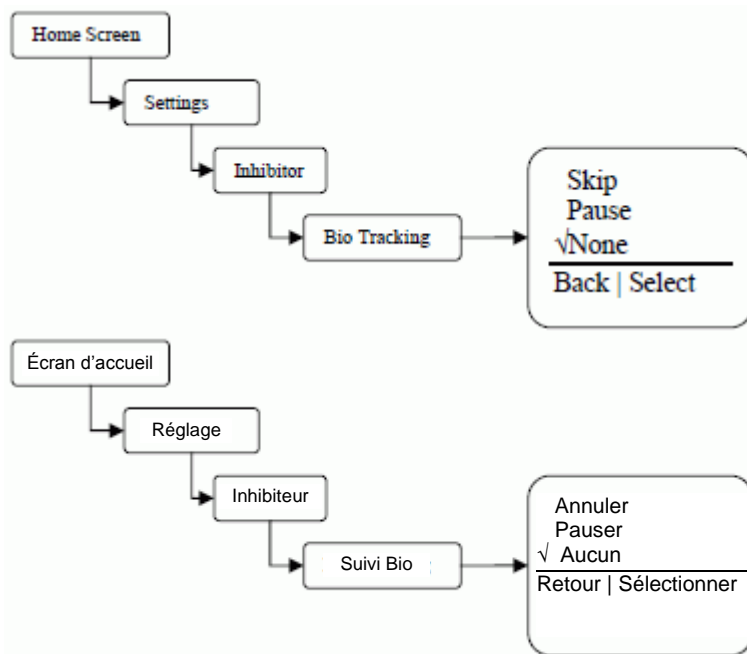 Home Screen
Settings
Inhibitor
Bio Tracking
Skip
Pause
√None
Back | Select
Écran d’accueil
Réglage
Inhibiteur
Suivi Bio
Annuler
Pauser
√ Aucun
Retour | Sélectionner